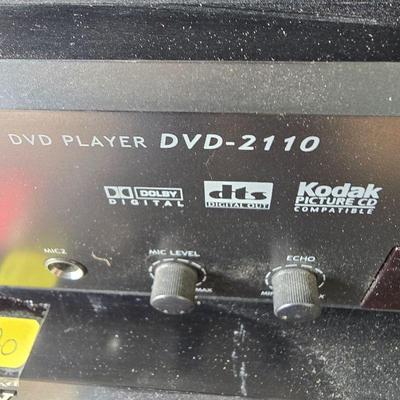 DVD PLAYER DVD-2110
DOLBY
DIGITAL
dts
DIGITAL OUT
Kodak
PICTURE CD
COMPATIBLE
MIC2
MIC LEVEL
ECHO
MAX